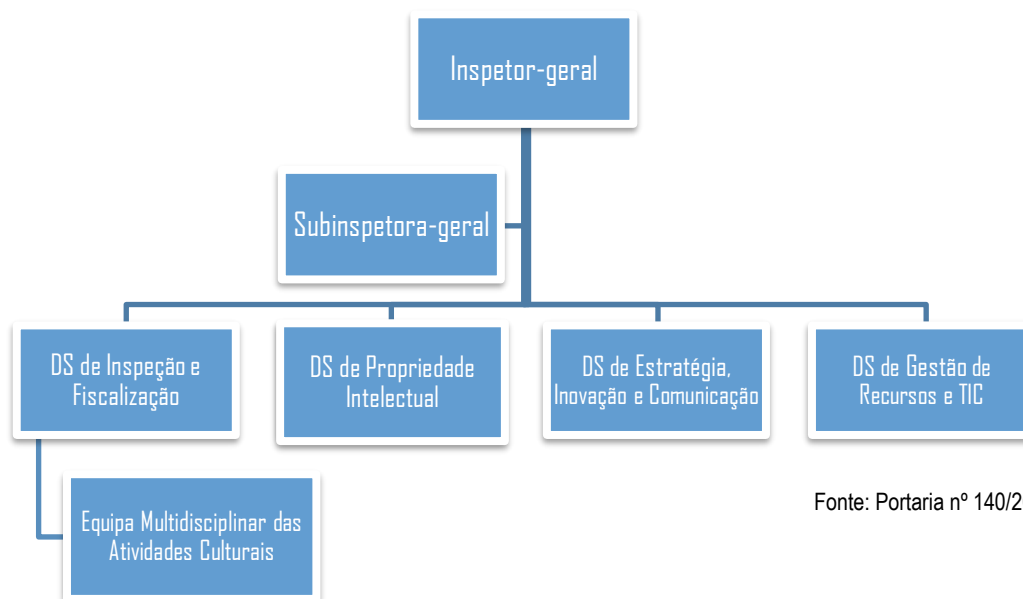 Inspetor-geral
Subinspetora-geral
DS de Inspeção e
Fiscalização
DS de Propriedade
Intelectual
DS de Estratégia,
Inovação e Comunicação
DS de Gestão de
Recursos e TIC
Equipa Multidisciplinar das
Atividades Culturais
Fonte: Portaria nº 140/2